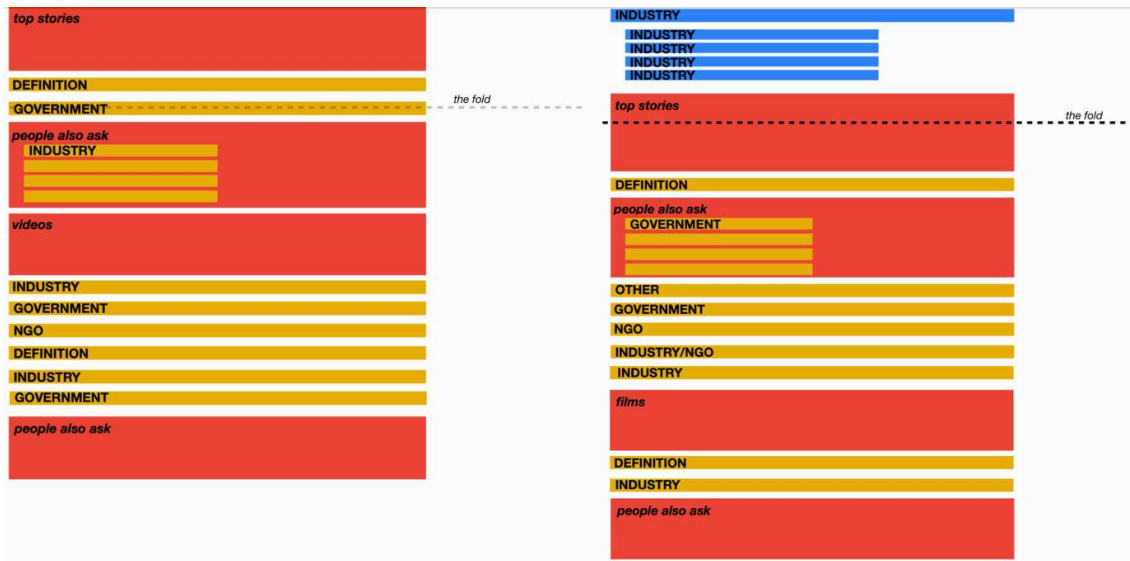 top stories
DEFINITION
GOVERNMENT
the fold
people also ask
INDUSTRY
videos
INDUSTRY
GOVERNMENT
NGO
DEFINITION
INDUSTRY
GOVERNMENT
people also ask
INDUSTRY
INDUSTRY
INDUSTRY
INDUSTRY
INDUSTRY
top stories
the fold
DEFINITION
people also ask
GOVERNMENT
OTHER
GOVERNMENT
NGO
INDUSTRY/NGO
INDUSTRY
films
DEFINITION
INDUSTRY
people also ask